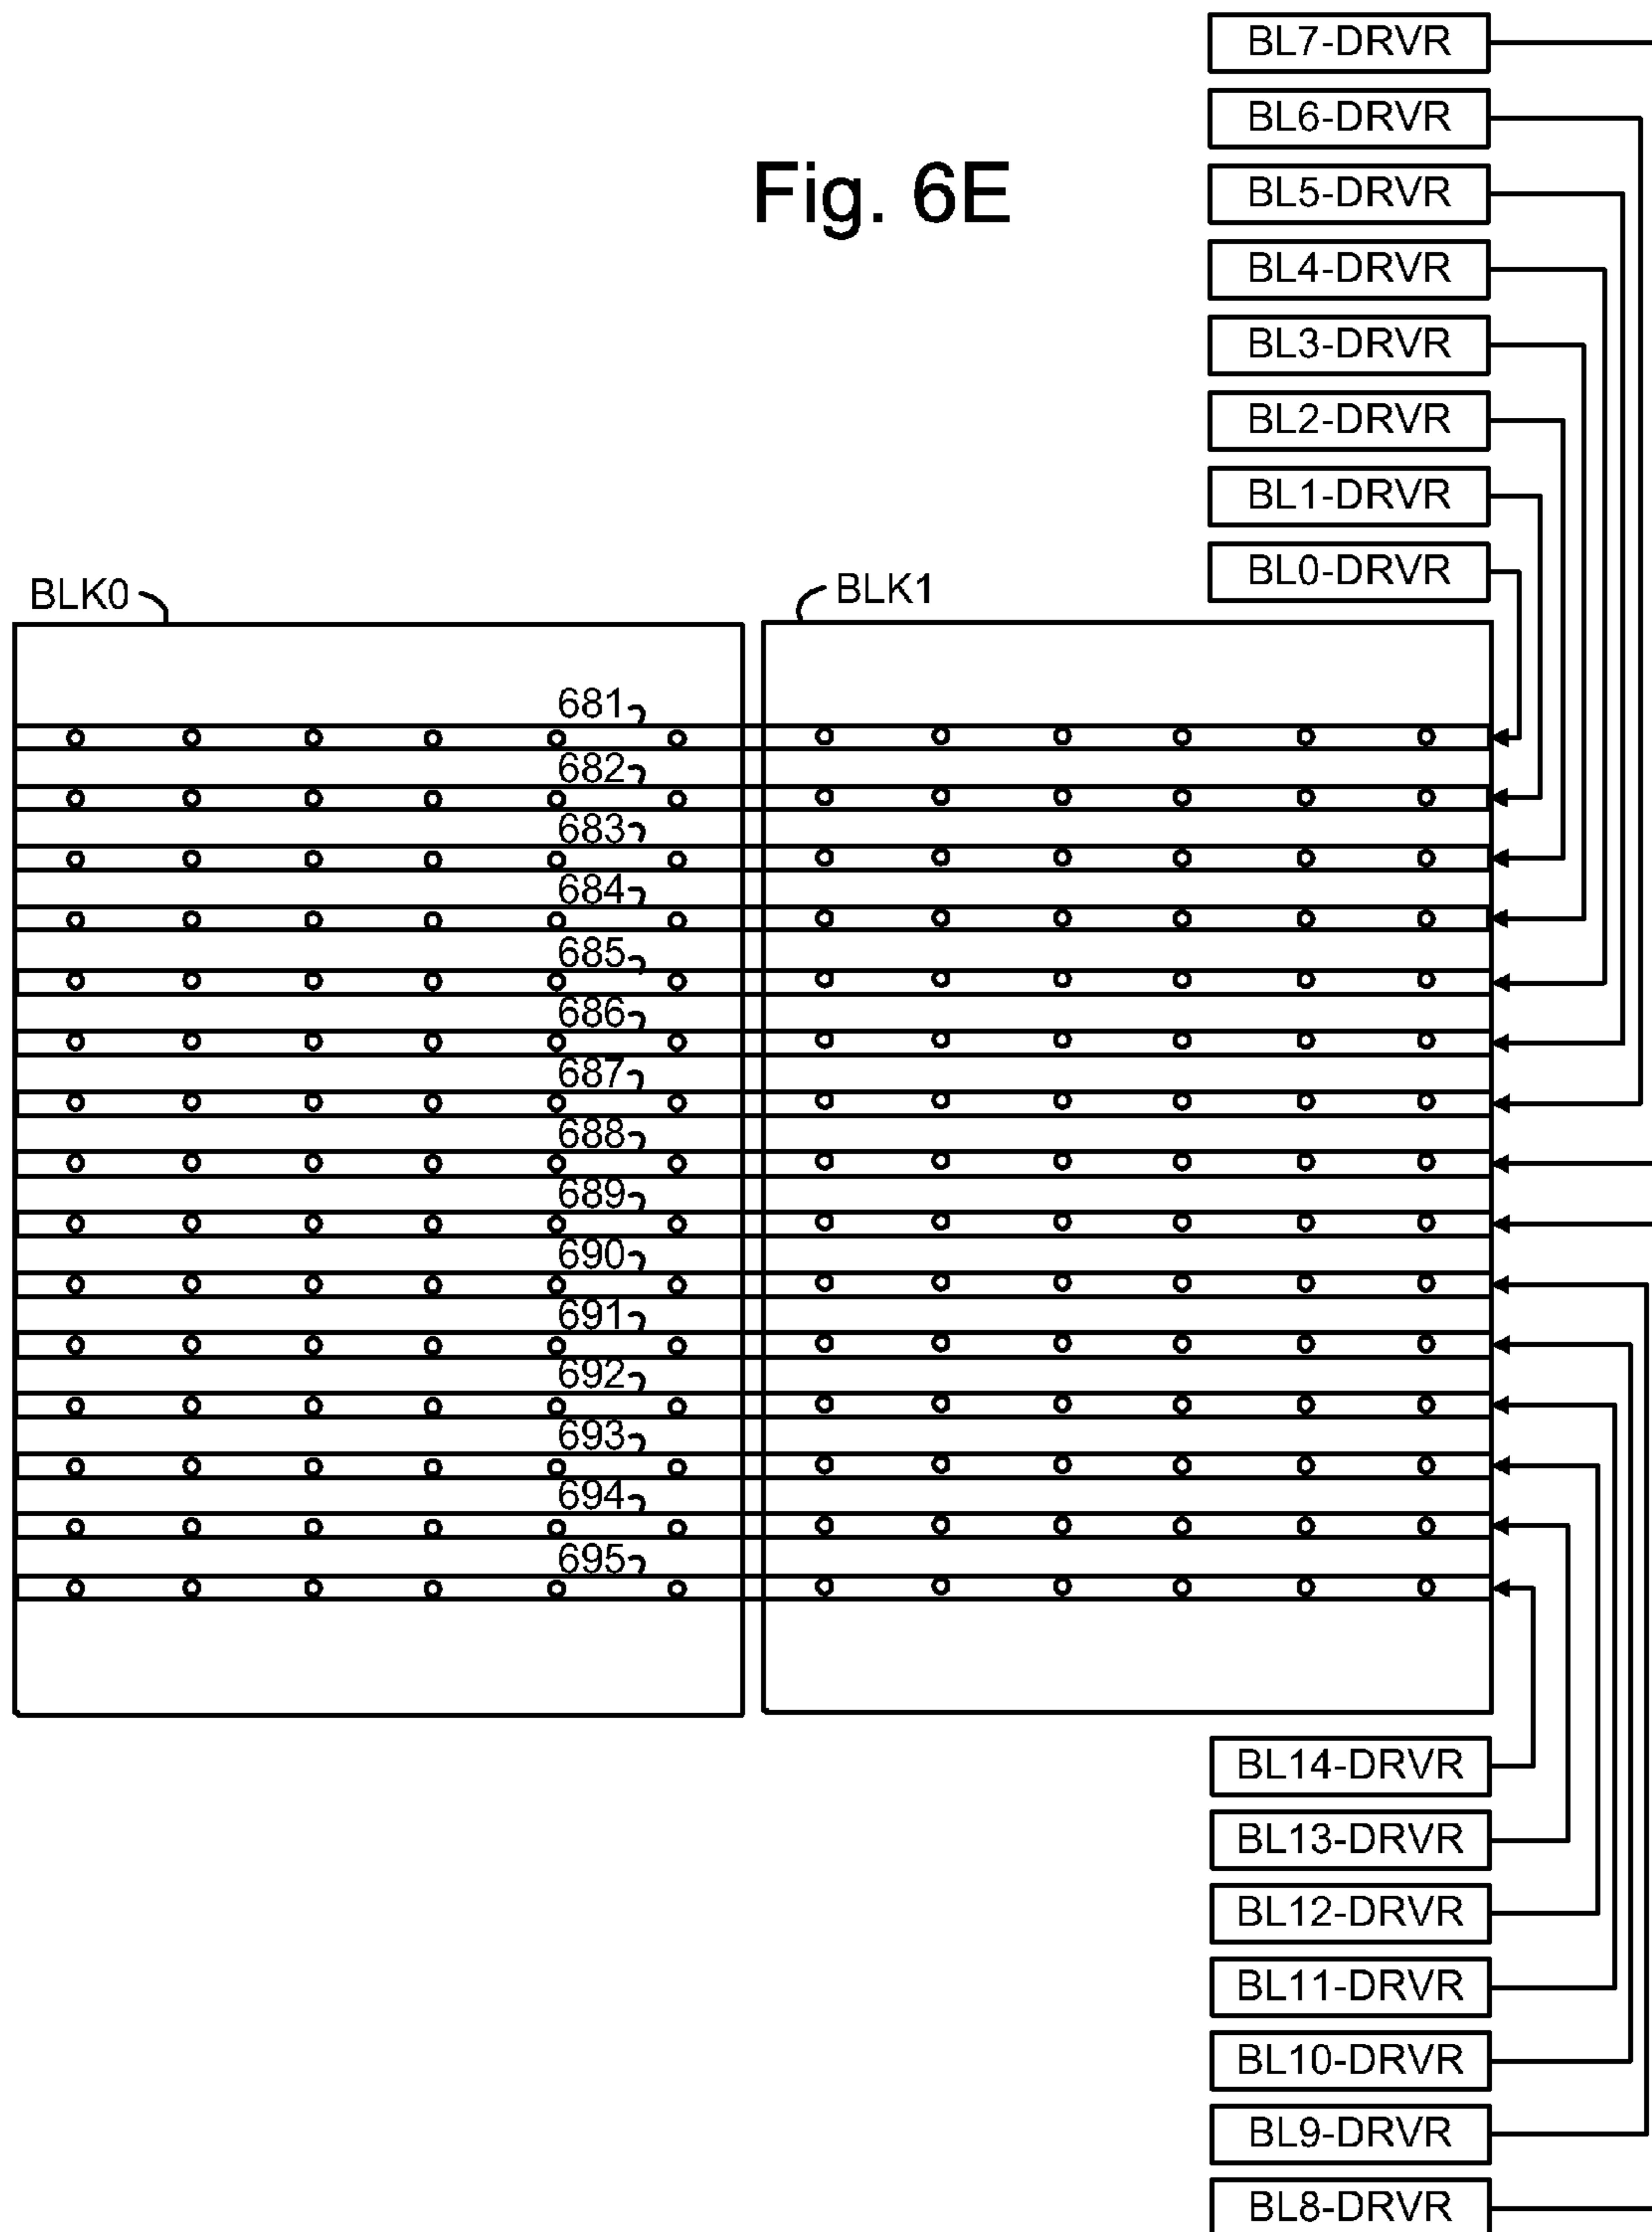 BL7-DRVR
BL6-DRVR
Fig. 6E
BL5-DRVR
BL4-DRVR
BL3-DRVR
BL2-DRVR
BL1-DRVR
BL0-DRVR
BLK0
BLK1
681
682
683
684
685
686
687
688
689
690
691
692
693
694
695
BL14-DRVR
BL13-DRVR
BL12-DRVR
BL11-DRVR
BL10-DRVR
BL9-DRVR
BL8-DRVR